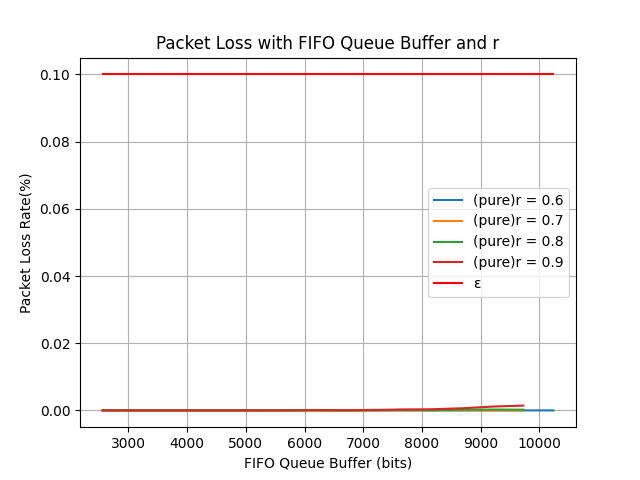 Packet Loss with FIFO Queue Buffer and r
Packet Loss Rate(%)
0.10
0.08
0.06
0.04
0.02
0.00
(pure)r = 0.6
(pure)r = 0.7
(pure)r = 0.8
(pure)r = 0.9
ε
3000 4000 5000 6000 7000 8000 9000 10000
FIFO Queue Buffer (bits)